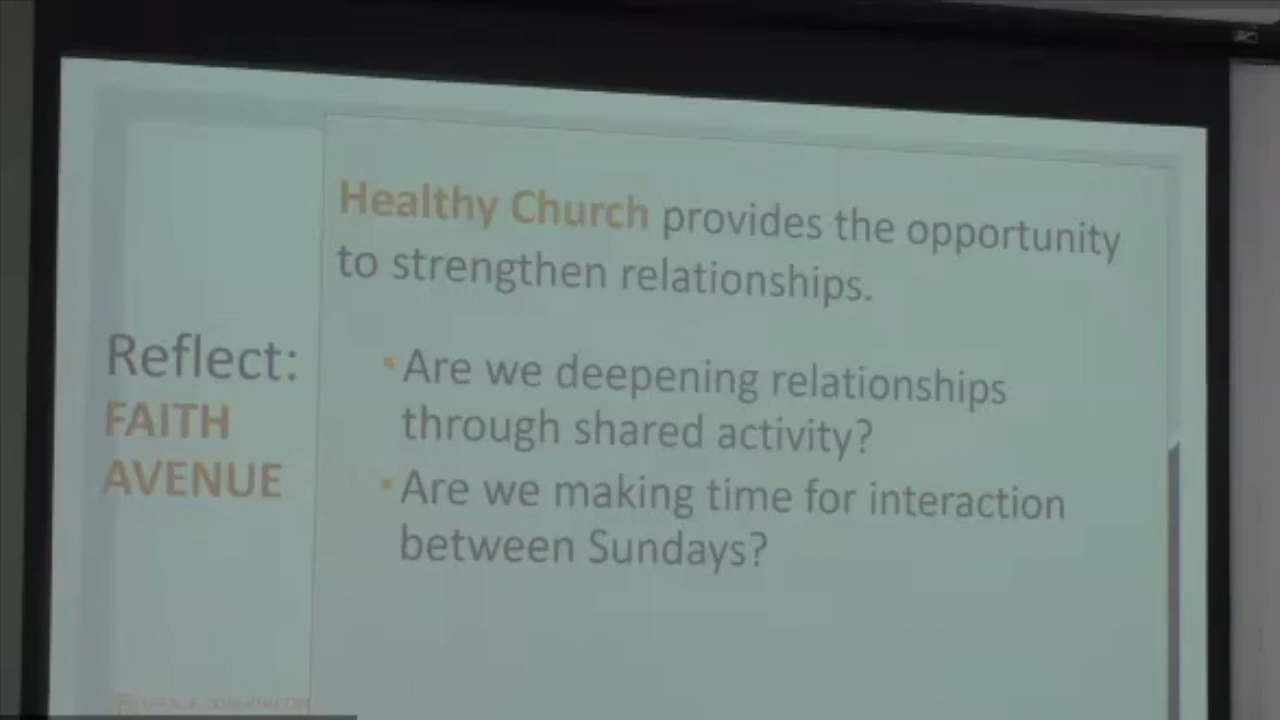 Healthy Church provides the opportunity
to strengthen relationships.
Reflect:
FAITH
AVENUE
▪Are we deepening relationships
through shared activity?
▪Are we making time for interaction
between Sundays?